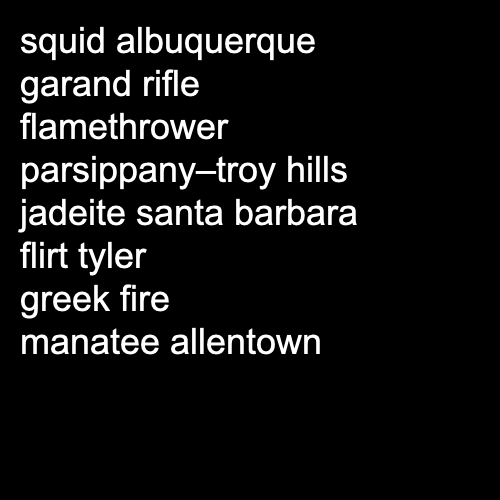 squid albuquerque
garand rifle
flamethrower
parsippany–troy hills
jadeite santa barbara
flirt tyler
greek fire
manatee allentown